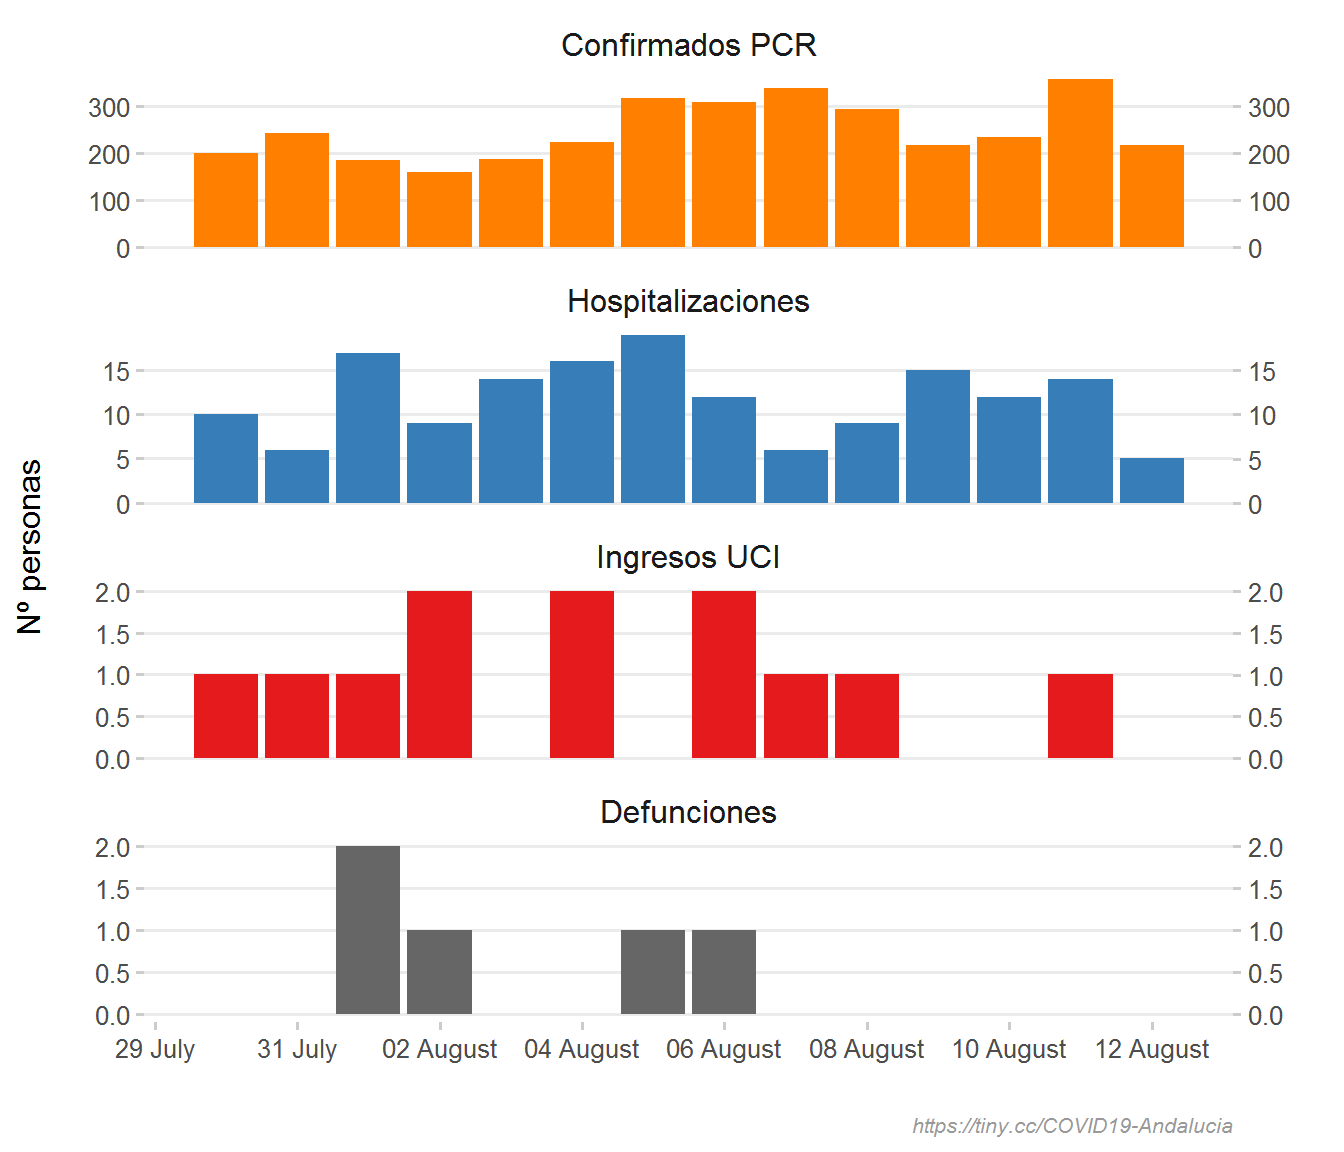 Confirmados PCR
300 300
200 200
100 100
0 0
Hospitalizaciones
15 15
10 10
5 5
0 0
Nº personas
Ingresos UCI
2.0 2.0
1.5 1.5
1.0 1.0
0.5 0.5
0.0 0.0
Defunciones
2.0 2.0
1.5 1.5
1.0 1.0
0.5 0.5
0.0 0.0
29 July 31 July 02 August 04 August 06 August 08 August 10 August 12 August
https://tiny.cc/COVID19-Andalucia